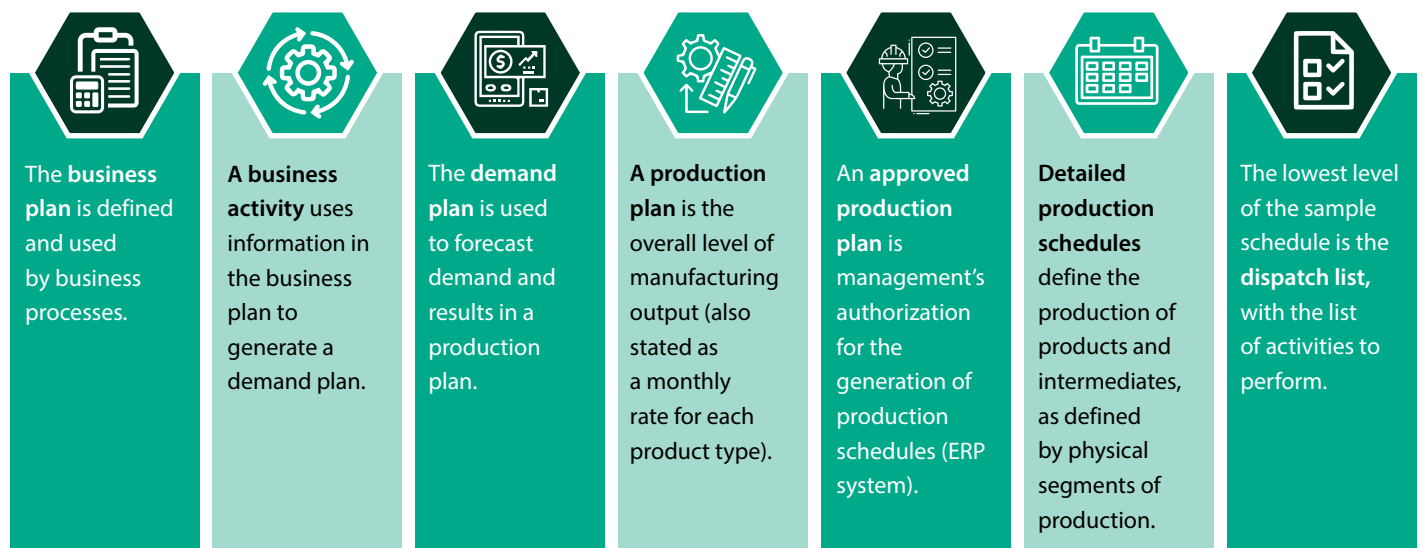 The business
plan is defined
and used
by business
processes.
A business
activity uses
information in
the business
plan to
generate a
demand plan.
The demand
plan is used
to forecast
demand and
results in a
production
plan.
A production
plan is the
overall level of
manufacturing
output (also
stated as
a monthly
rate for each
product type).
An approved
production
plan is
management’s
authorization
for the
generation of
production
schedules (ERP
system).
Detailed
production
schedules
define the
production of
products and
intermediates,
as defined
by physical
segments of
production.
The lowest level
of the sample
schedule is the
dispatch list,
with the list
of activities to
perform.